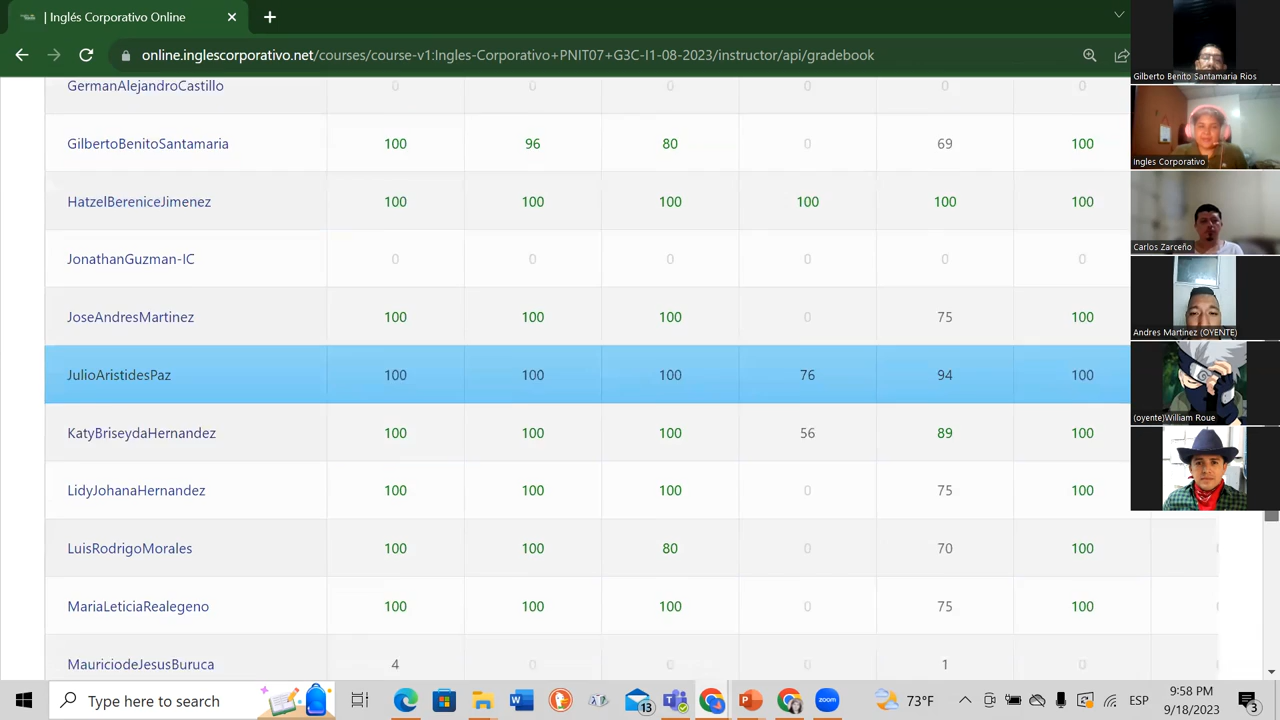 | Inglés Corporativo Online
online.inglescorporativo.net/courses/course-v1:Ingles-Corporativo+PNIT07+G3C-I1-08-2023/instructor/api/gradebook
GermanAlejandroCastillo 0 0 0 0 0 0
GilbertoBenitoSantamaria 100 96 80 0 69 100
HatzelBereniceJimenez 100 100 100 100 100 100
JonathanGuzman-IC 0 0 0 0 0 0
JoseAndresMartinez 100 100 100 0 75 100
JulioAristidesPaz 100 100 100 76 94 100
KatyBriseydaHernandez 100 100 100 56 89 100
LidyJohanaHernandez 100 100 100 0 75 100
LuisRodrigoMorales 100 100 80 0 70 100
MariaLeticiaRealegeno 100 100 100 0 75 100
MauriciodeJesusBuruca 4 0 0 0 1 0
Gilberto Benito Santamaria Rios
Ingles Corporativo
Carlos Zarceño
Andres Martinez (OYENTE)
(oyente)William Roue
Type here to search
13
zoom
73°F
ESP
9:58 PM
9/18/2023
3